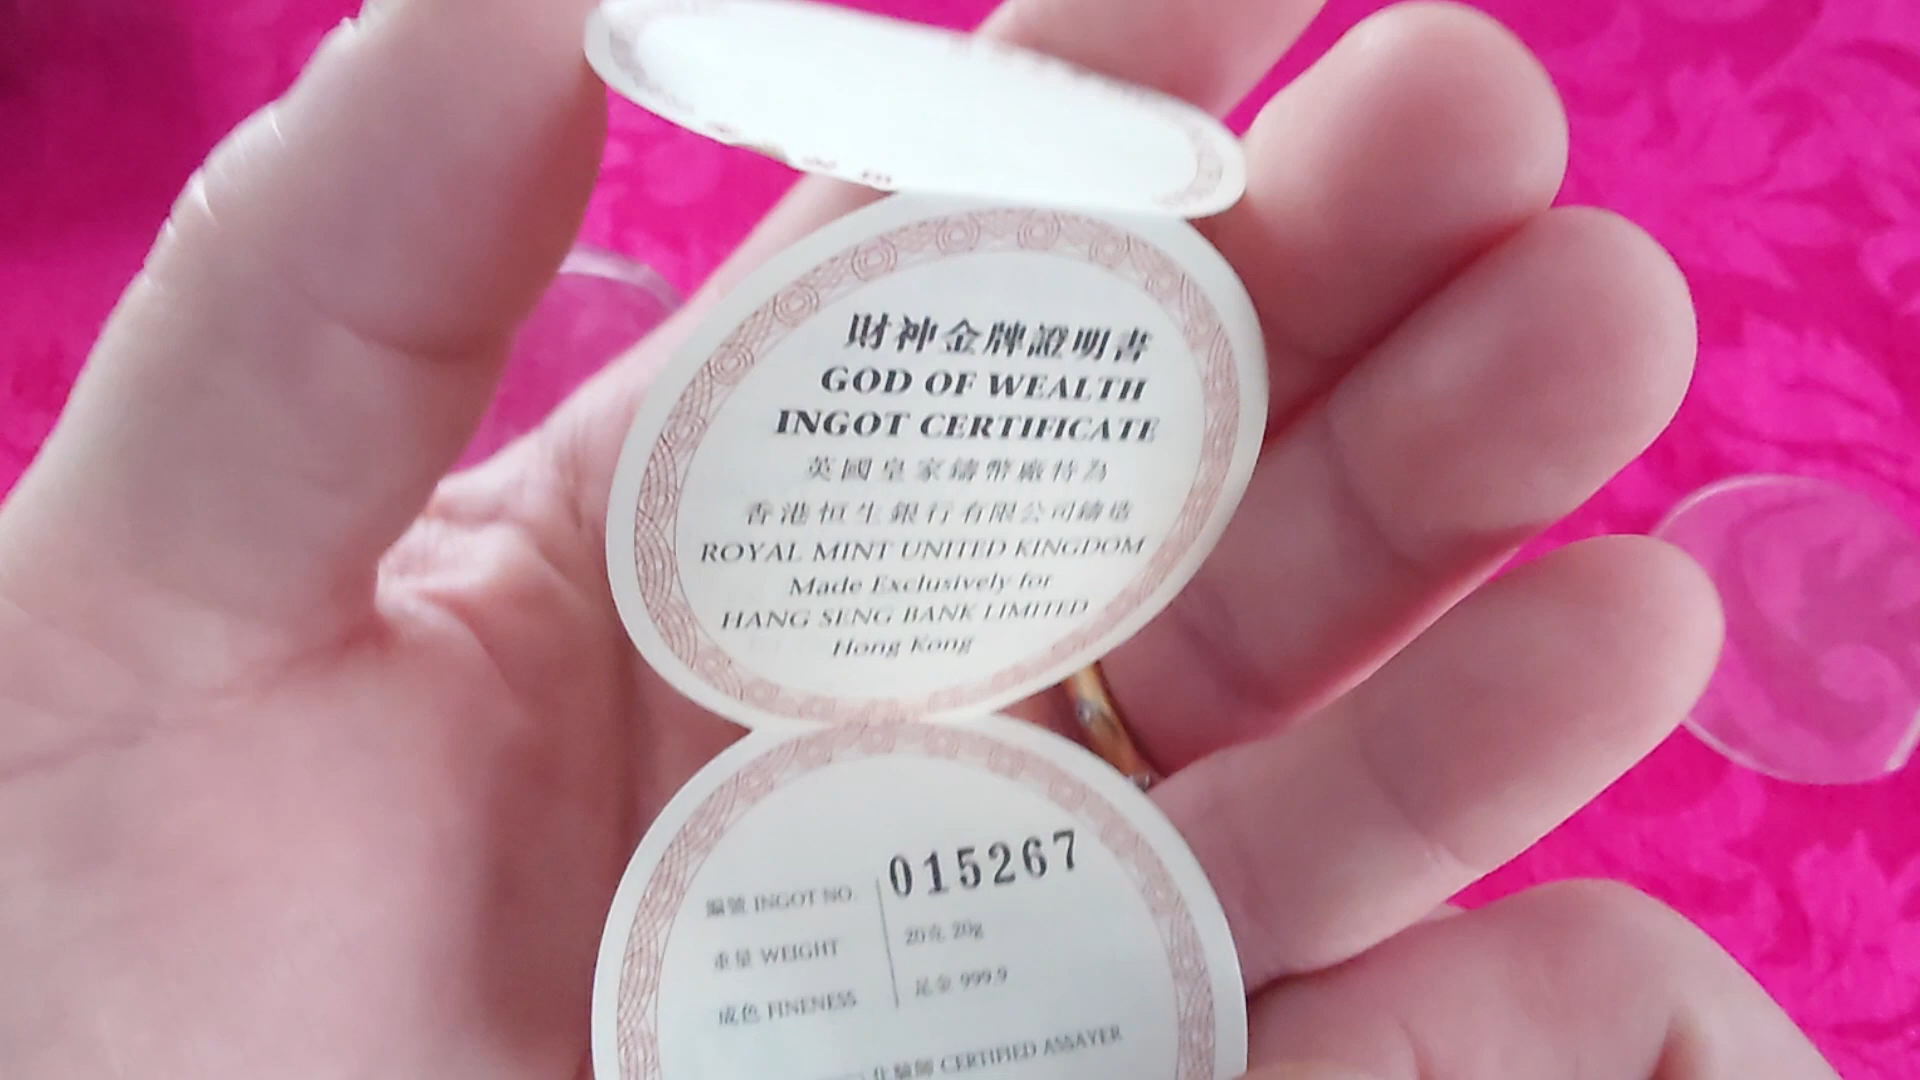 財神金牌證明書
GOD OF WEALTH
INGOT CERTIFICATE
英國皇家鑄幣廠特為
香港恒生銀行有限公司鑄造
ROYAL MINT UNITED KINGDOM
Made Exclusively for
HANG SENG BANK LIMITED
Hong Kong
編號 INGOT NO. 015267
重量 WEIGHT 20克 20g
成色 FINENESS 足金 999.9
化驗師 CERTIFIED ASSAYER